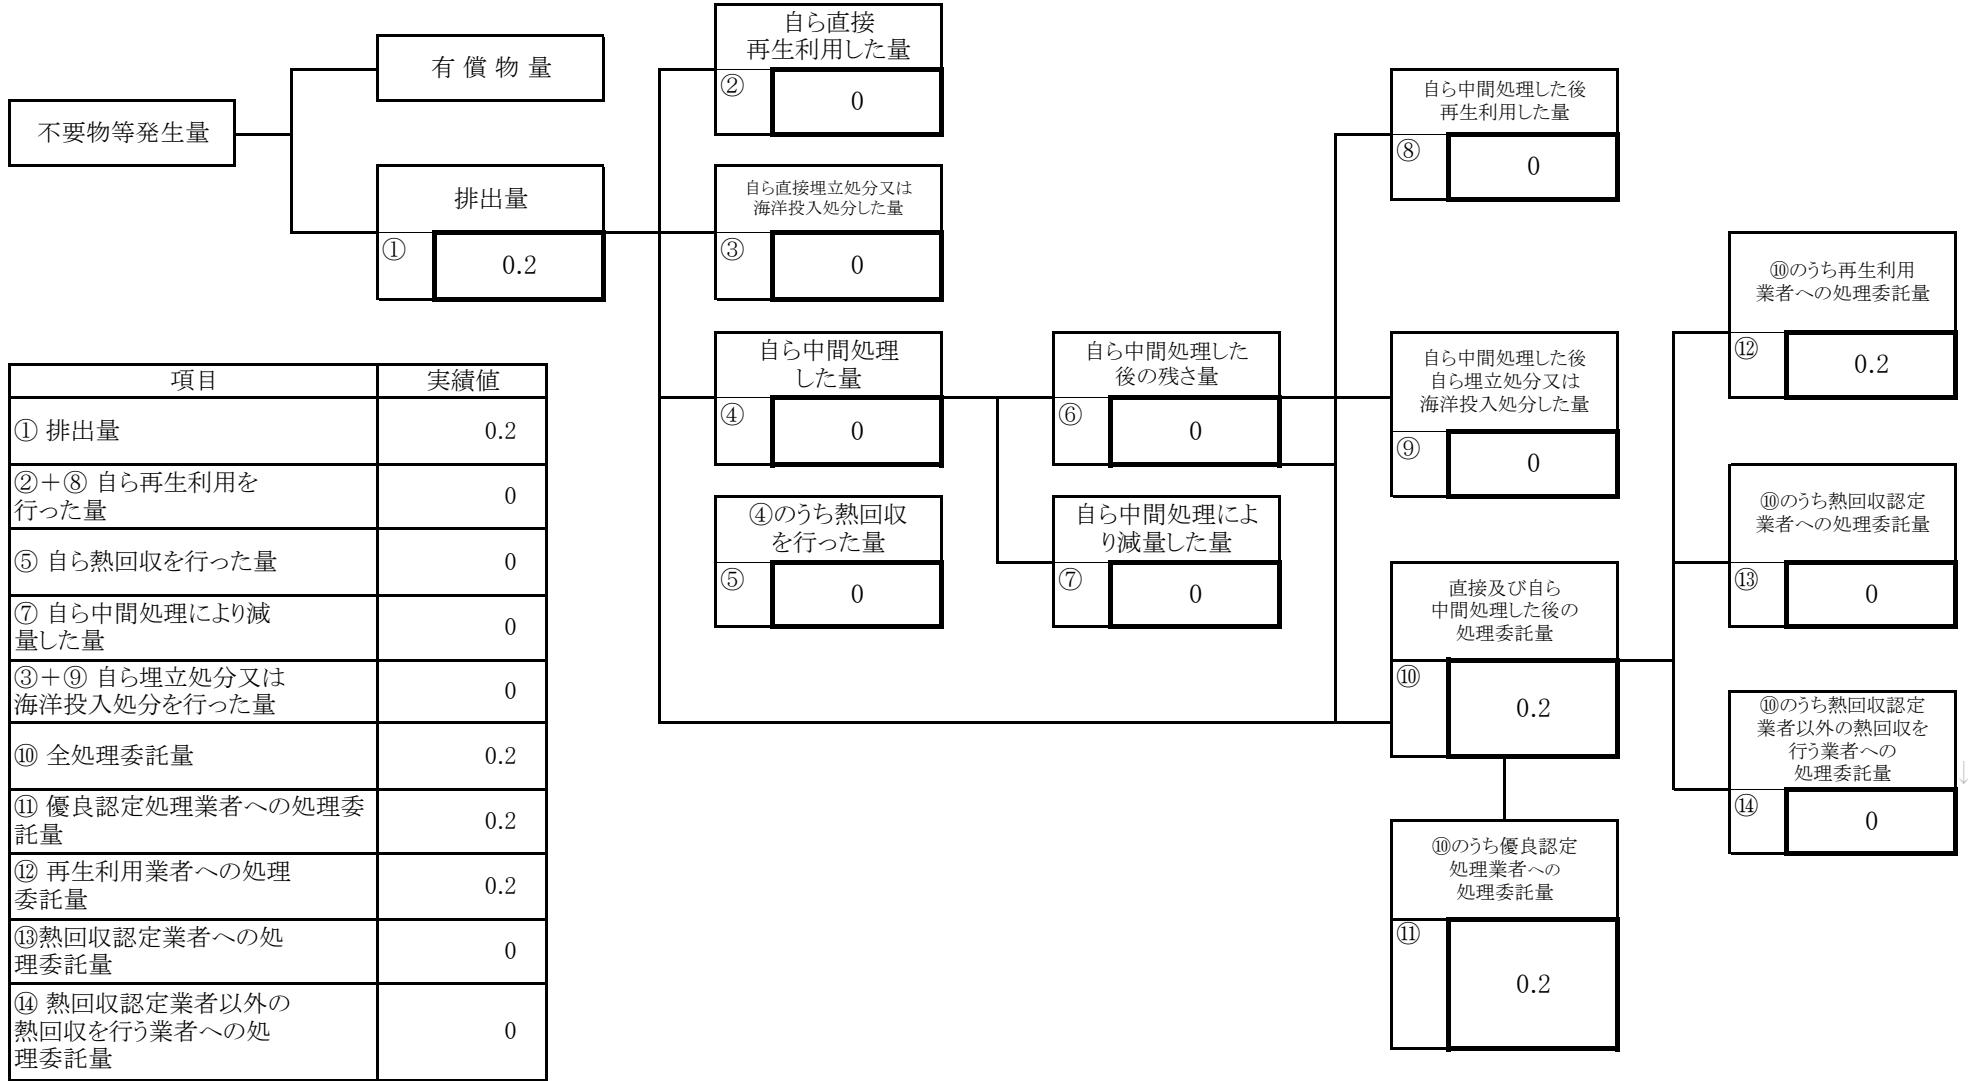 不要物等発生量
有償物量
排出量
①
0.2
自ら直接
再生利用した量
②
0
自ら直接埋立処分又は
海洋投入処分した量
③
0
自ら中間処理
した量
④
0
④のうち熱回収
を行った量
⑤
0
自ら中間処理した
後の残さ量
⑥
0
自ら中間処理によ
り減量した量
⑦
0
自ら中間処理した後
再生利用した量
⑧
0
自ら中間処理した後
自ら埋立処分又は
海洋投入処分した量
⑨
0
直接及び自ら
中間処理した後の
処理委託量
⑩
0.2
⑩のうち優良認定
処理業者への
処理委託量
⑪
0.2
⑩のうち再生利用
業者への処理委託量
⑫
0.2
⑩のうち熱回収認定
業者への処理委託量
⑬
0
⑩のうち熱回収認定
業者以外の熱回収を
行う業者への
処理委託量
↓
⑭
0
項目 実績値
① 排出量 0.2
②+⑧ 自ら再生利用を
行った量 0
⑤ 自ら熱回収を行った量 0
⑦ 自ら中間処理により減
量した量 0
③+⑨ 自ら埋立処分又は
海洋投入処分を行った量 0
⑩ 全処理委託量 0.2
⑪ 優良認定処理業者への処理委
託量 0.2
⑫ 再生利用業者への処理
委託量 0.2
⑬熱回収認定業者への処
理委託量 0
⑭ 熱回収認定業者以外の
熱回収を行う業者への処
理委託量 0